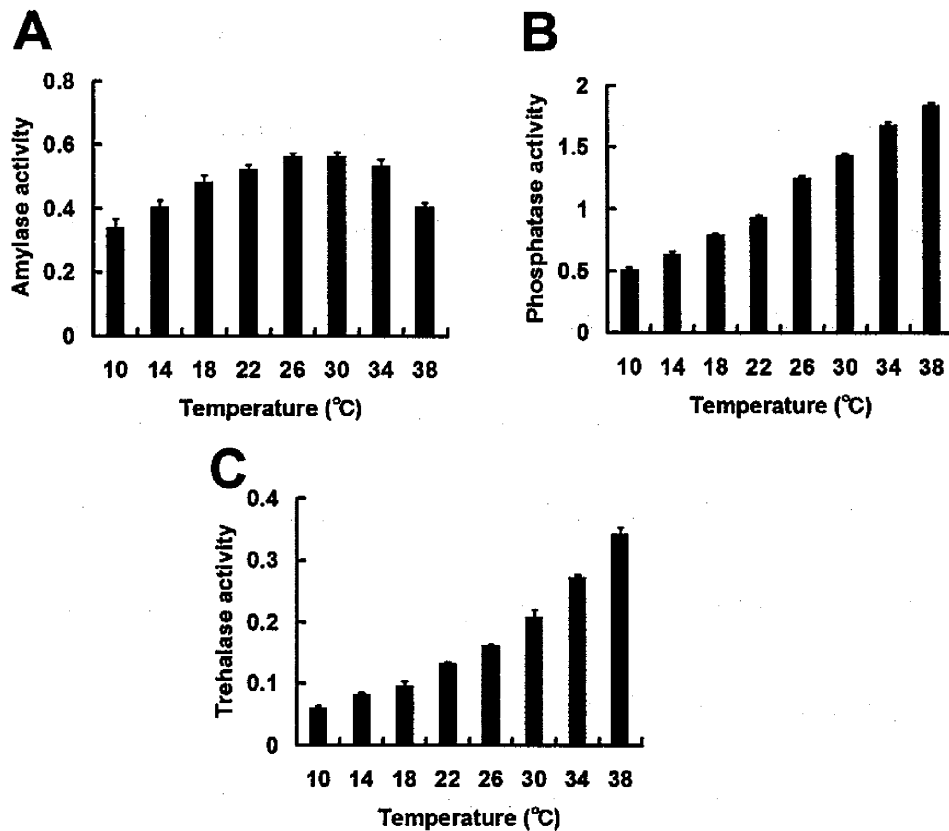 A
Amylase activity
0.8
0.6
0.4
0.2
0
10 14 18 22 26 30 34 38
Temperature (°C)
B
Phosphatase activity
2
1.5
1
0.5
0
10 14 18 22 26 30 34 38
Temperature (°C)
C
Trehalase activity
0.4
0.3
0.2
0.1
0
10 14 18 22 26 30 34 38
Temperature (°C)